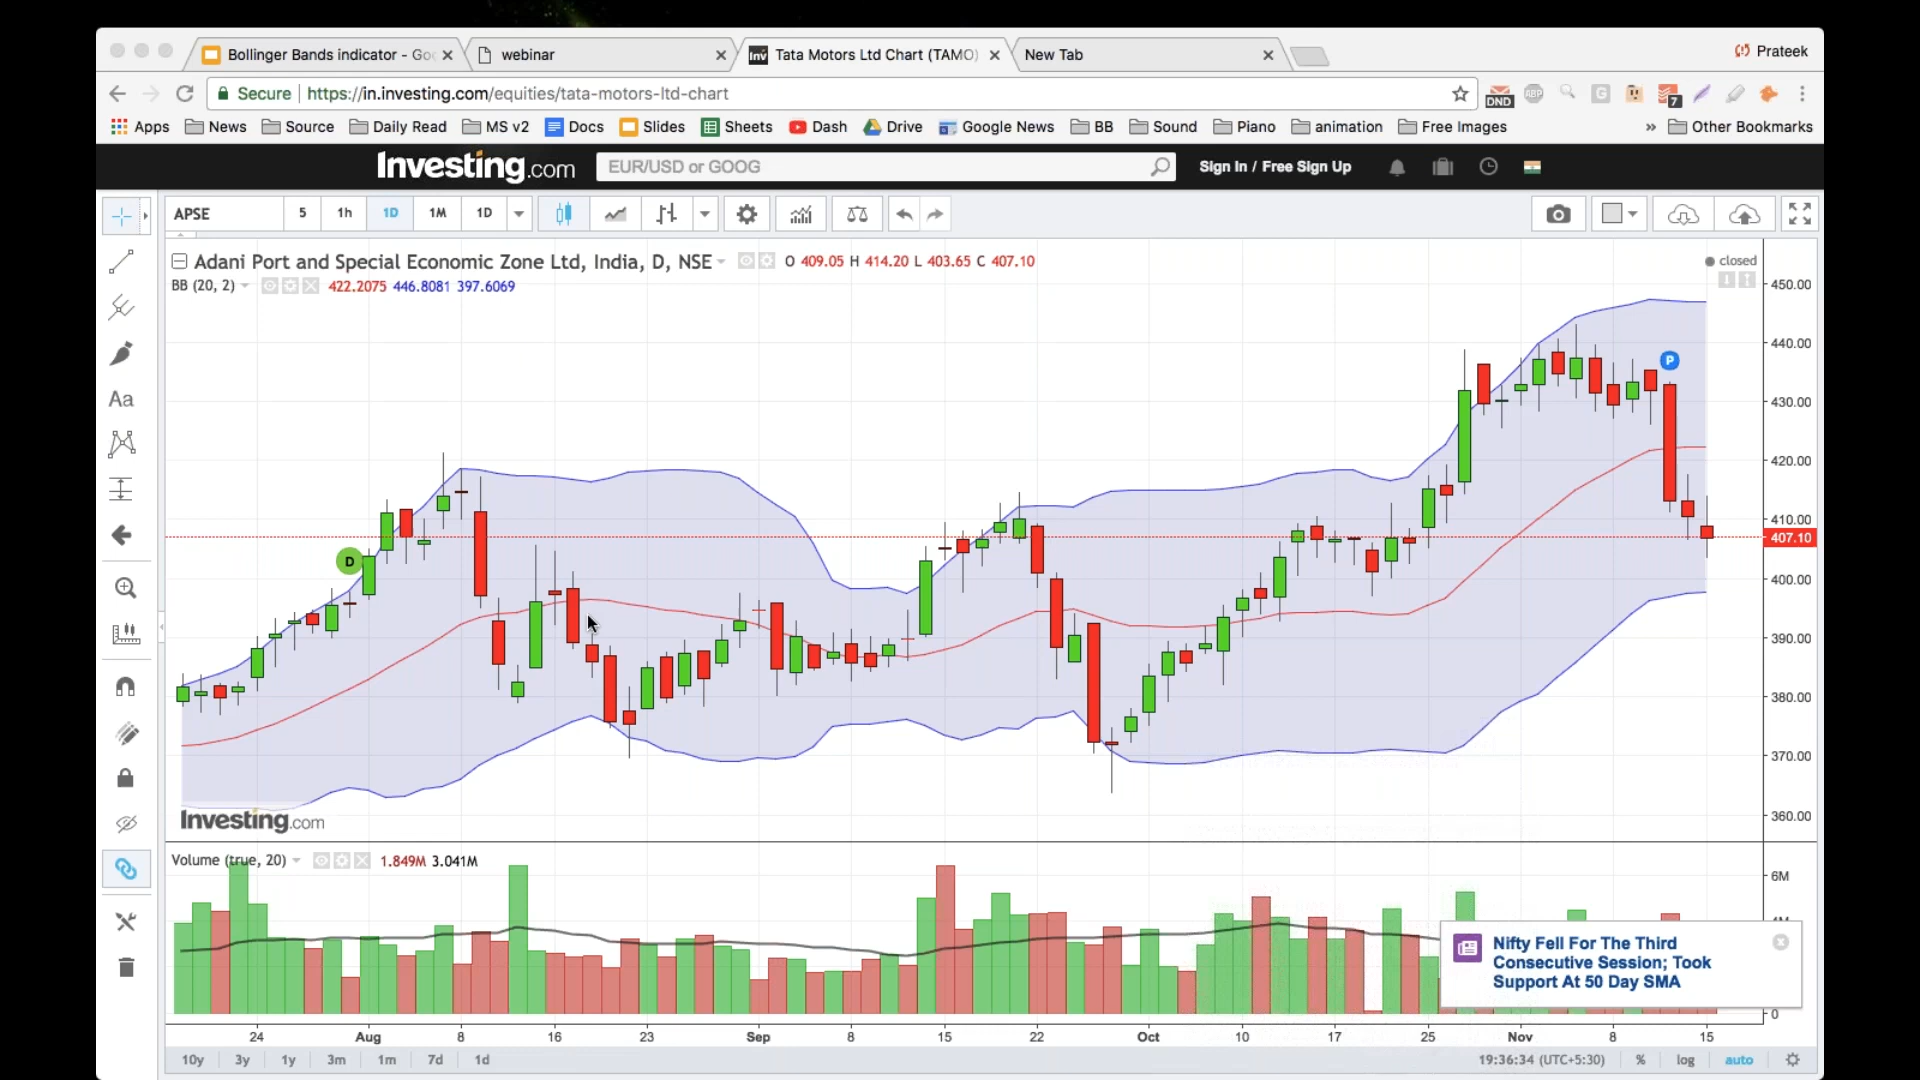 Bollinger Bands indicator - Goo
webinar
Tata Motors Ltd Chart (TAMO)
New Tab
Prateek
Secure
https://in.investing.com/equities/tata-motors-ltd-chart
DND
ABP
G
7
Apps
News
Source
Daily Read
MS v2
Docs
Slides
Sheets
Dash
Drive
Google News
BB
Sound
Piano
animation
Free Images
»
Other Bookmarks
Investing.com
EUR/USD or GOOG
Sign In / Free Sign Up
APSE
5
1h
1D
1M
1D
Adani Port and Special Economic Zone Ltd, India, D, NSE
O 409.05 H 414.20 L 403.65 C 407.10
closed
BB (20, 2)
422.2075 446.8081 397.6069
Aa
450.00
440.00
430.00
420.00
410.00
407.10
400.00
390.00
380.00
370.00
360.00
P
D
Investing.com
Volume (true, 20)
1.849M 3.041M
6M
4M
0
Nifty Fell For The Third
Consecutive Session; Took
Support At 50 Day SMA
24
Aug
8
16
23
Sep
8
15
22
Oct
10
17
25
Nov
8
15
10y
3y
1y
3m
1m
7d
1d
19:36:34 (UTC+5:30)
%
log
auto